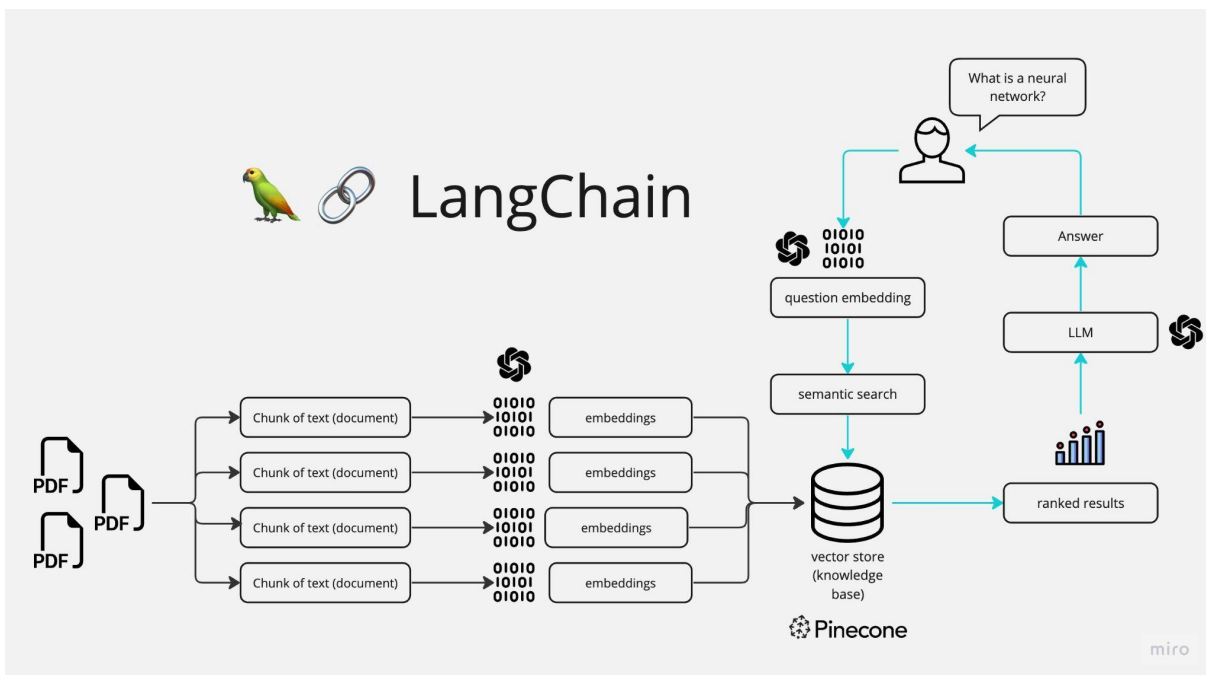 What is a neural
network?
LangChain
01010
10101
01010
question embedding
Answer
LLM
semantic search
Chunk of text (document)
01010
10101
01010
embeddings
Chunk of text (document)
01010
10101
01010
embeddings
Chunk of text (document)
01010
10101
01010
embeddings
Chunk of text (document)
01010
10101
01010
embeddings
PDF
PDF
PDF
ranked results
vector store
(knowledge
base)
Pinecone
miro